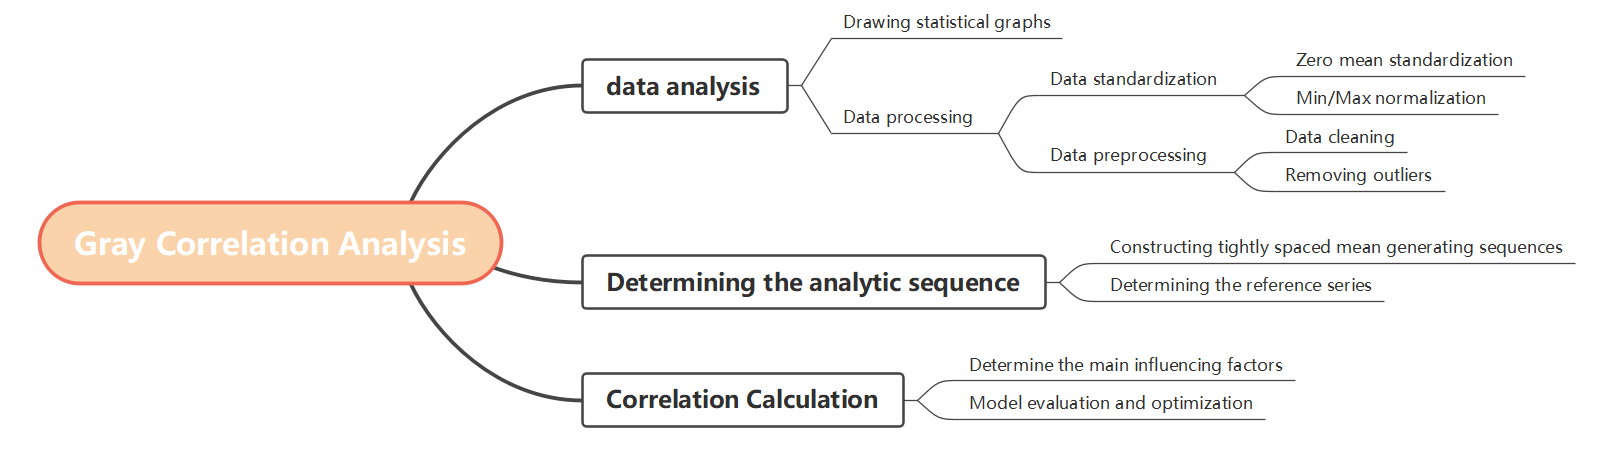 Gray Correlation Analysis
data analysis
Drawing statistical graphs
Data processing
Data standardization
Zero mean standardization
Min/Max normalization
Data preprocessing
Data cleaning
Removing outliers
Determining the analytic sequence
Constructing tightly spaced mean generating sequences
Determining the reference series
Correlation Calculation
Determine the main influencing factors
Model evaluation and optimization